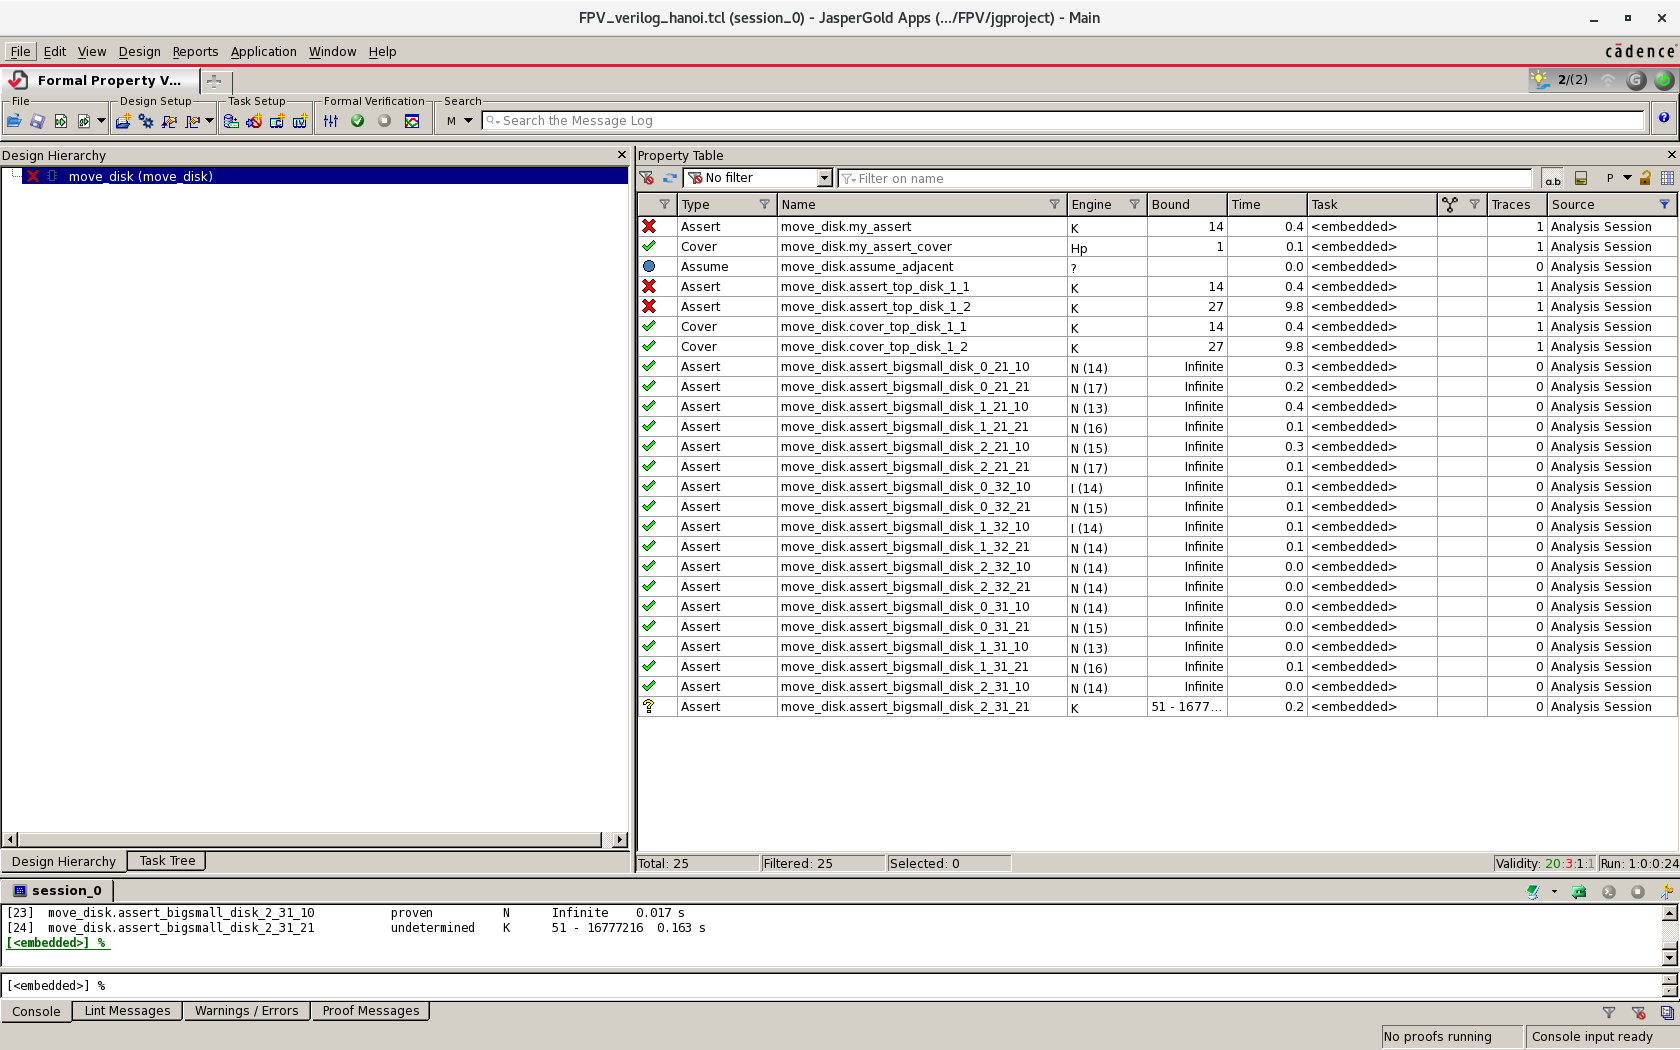 FPV_verilog_hanoi.tcl (session_0) - JasperGold Apps (.../FPV/jgproject) - Main
File Edit View Design Reports Application Window Help cādence
Formal Property V... 2/(2)
File Design Setup Task Setup Formal Verification Search
M Search the Message Log
Design Hierarchy
move_disk (move_disk)
Design Hierarchy Task Tree
Property Table
No filter Filter on name a.b P
Type Name Engine Bound Time Task Traces Source
Assert move_disk.my_assert K 14 0.4 <embedded> 1 Analysis Session
Cover move_disk.my_assert_cover Hp 1 0.1 <embedded> 1 Analysis Session
Assume move_disk.assume_adjacent ? 0.0 <embedded> 0 Analysis Session
Assert move_disk.assert_top_disk_1_1 K 14 0.4 <embedded> 1 Analysis Session
Assert move_disk.assert_top_disk_1_2 K 27 9.8 <embedded> 1 Analysis Session
Cover move_disk.cover_top_disk_1_1 K 14 0.4 <embedded> 1 Analysis Session
Cover move_disk.cover_top_disk_1_2 K 27 9.8 <embedded> 1 Analysis Session
Assert move_disk.assert_bigsmall_disk_0_21_10 N (14) Infinite 0.3 <embedded> 0 Analysis Session
Assert move_disk.assert_bigsmall_disk_0_21_21 N (17) Infinite 0.2 <embedded> 0 Analysis Session
Assert move_disk.assert_bigsmall_disk_1_21_10 N (13) Infinite 0.4 <embedded> 0 Analysis Session
Assert move_disk.assert_bigsmall_disk_1_21_21 N (16) Infinite 0.1 <embedded> 0 Analysis Session
Assert move_disk.assert_bigsmall_disk_2_21_10 N (15) Infinite 0.3 <embedded> 0 Analysis Session
Assert move_disk.assert_bigsmall_disk_2_21_21 N (17) Infinite 0.1 <embedded> 0 Analysis Session
Assert move_disk.assert_bigsmall_disk_0_32_10 I (14) Infinite 0.1 <embedded> 0 Analysis Session
Assert move_disk.assert_bigsmall_disk_0_32_21 N (15) Infinite 0.1 <embedded> 0 Analysis Session
Assert move_disk.assert_bigsmall_disk_1_32_10 I (14) Infinite 0.1 <embedded> 0 Analysis Session
Assert move_disk.assert_bigsmall_disk_1_32_21 N (14) Infinite 0.1 <embedded> 0 Analysis Session
Assert move_disk.assert_bigsmall_disk_2_32_10 N (14) Infinite 0.0 <embedded> 0 Analysis Session
Assert move_disk.assert_bigsmall_disk_2_32_21 N (14) Infinite 0.0 <embedded> 0 Analysis Session
Assert move_disk.assert_bigsmall_disk_0_31_10 N (14) Infinite 0.0 <embedded> 0 Analysis Session
Assert move_disk.assert_bigsmall_disk_0_31_21 N (15) Infinite 0.0 <embedded> 0 Analysis Session
Assert move_disk.assert_bigsmall_disk_1_31_10 N (13) Infinite 0.0 <embedded> 0 Analysis Session
Assert move_disk.assert_bigsmall_disk_1_31_21 N (16) Infinite 0.1 <embedded> 0 Analysis Session
Assert move_disk.assert_bigsmall_disk_2_31_10 N (14) Infinite 0.0 <embedded> 0 Analysis Session
? Assert move_disk.assert_bigsmall_disk_2_31_21 K 51 - 1677... 0.2 <embedded> 0 Analysis Session
Total: 25 Filtered: 25 Selected: 0 Validity: 20:3:1:1 Run: 1:0:0:24
session_0
[23] move_disk.assert_bigsmall_disk_2_31_10 proven N Infinite 0.017 s
[24] move_disk.assert_bigsmall_disk_2_31_21 undetermined K 51 - 16777216 0.163 s
[<embedded>] %
[<embedded>] %
Console Lint Messages Warnings / Errors Proof Messages
No proofs running Console input ready